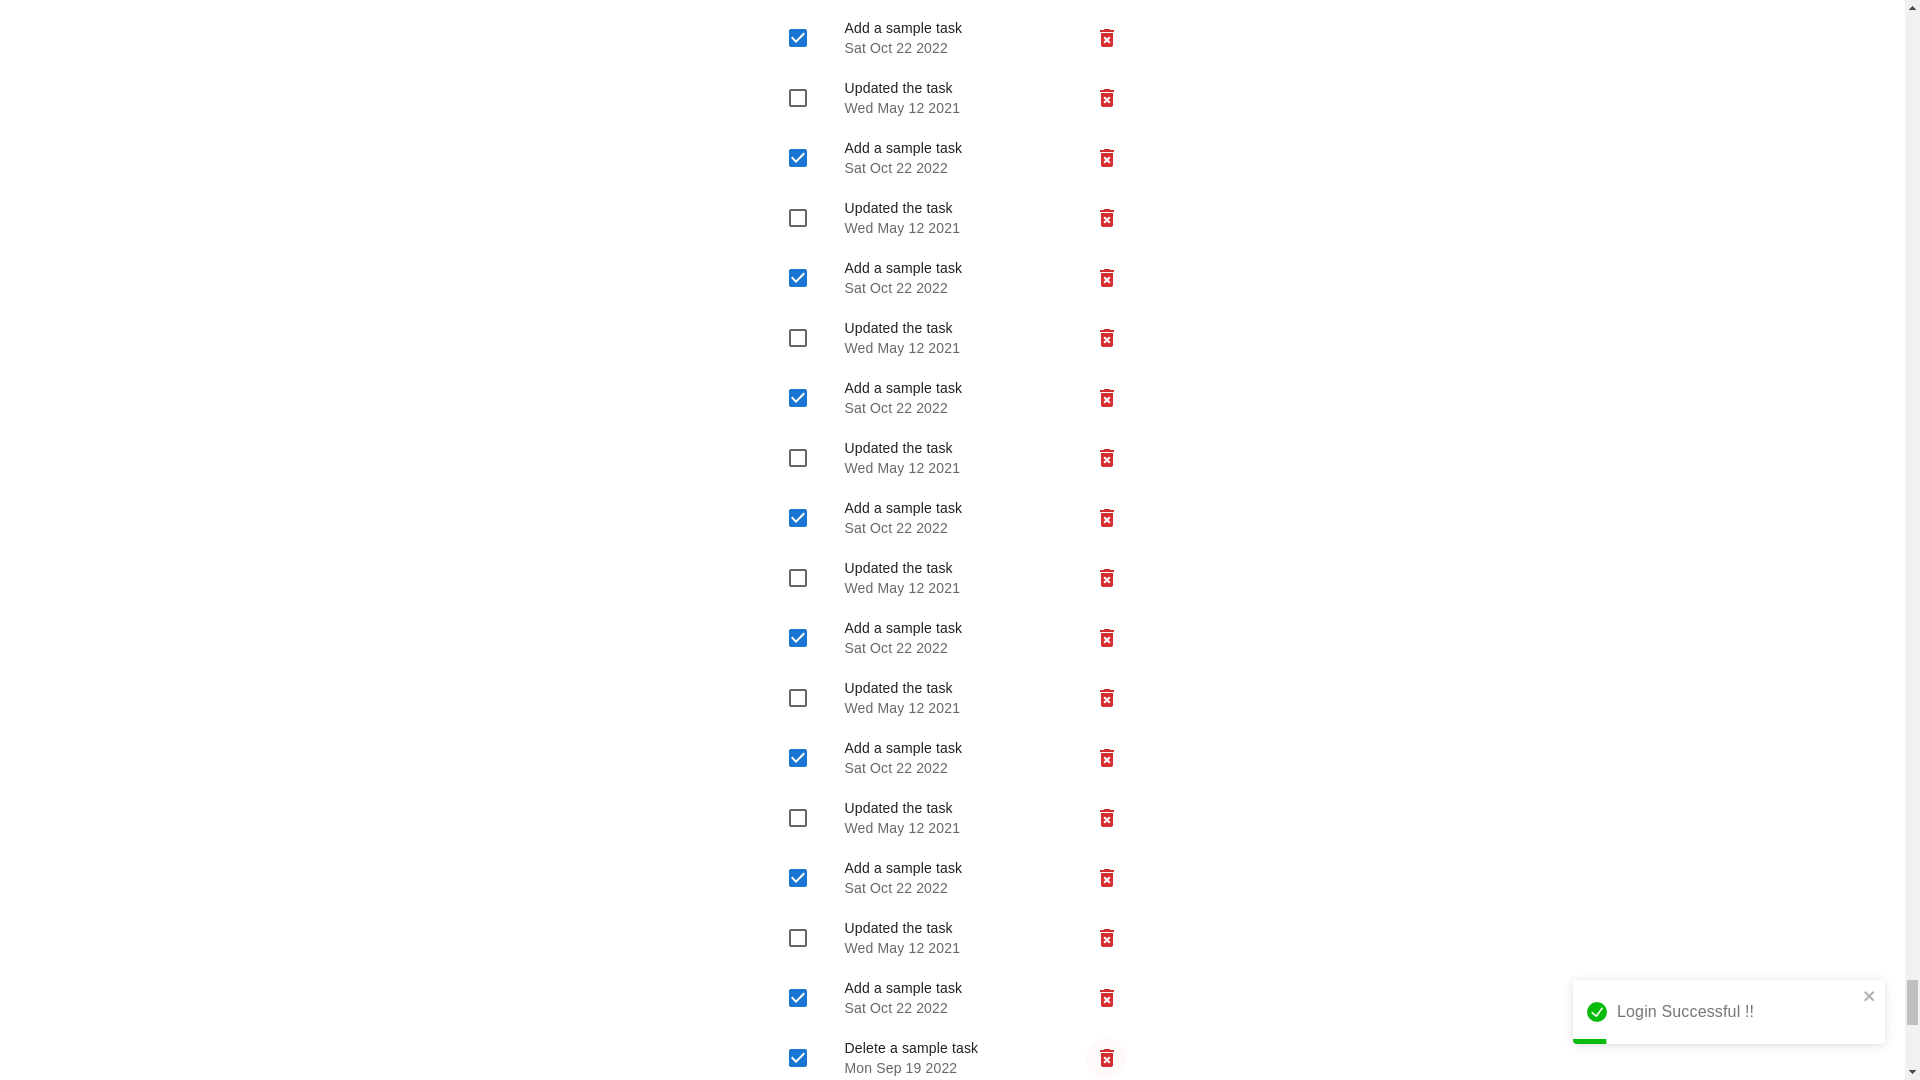 Add a sample task
Sat Oct 22 2022
Updated the task
Wed May 12 2021
Add a sample task
Sat Oct 22 2022
Updated the task
Wed May 12 2021
Add a sample task
Sat Oct 22 2022
Updated the task
Wed May 12 2021
Add a sample task
Sat Oct 22 2022
Updated the task
Wed May 12 2021
Add a sample task
Sat Oct 22 2022
Updated the task
Wed May 12 2021
Add a sample task
Sat Oct 22 2022
Updated the task
Wed May 12 2021
Add a sample task
Sat Oct 22 2022
Updated the task
Wed May 12 2021
Add a sample task
Sat Oct 22 2022
Updated the task
Wed May 12 2021
Add a sample task
Sat Oct 22 2022
Login Successful !!
Delete a sample task
Mon Sep 19 2022